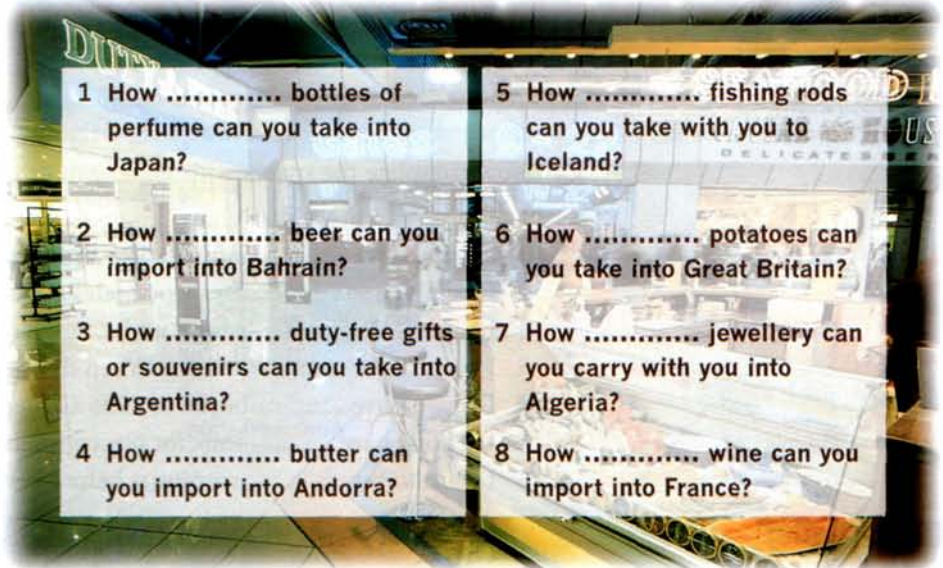 DUTY
1 How ............. bottles of
perfume can you take into
Japan?
2 How ............. beer can you
import into Bahrain?
3 How ............. duty-free gifts
or souvenirs can you take into
Argentina?
4 How ............. butter can
you import into Andorra?
SEAFOOD
HOUSE
DELICATESSEN
5 How ............. fishing rods
can you take with you to
Iceland?
6 How ............. potatoes can
you take into Great Britain?
7 How ............. jewellery can
you carry with you into
Algeria?
8 How ............. wine can you
import into France?